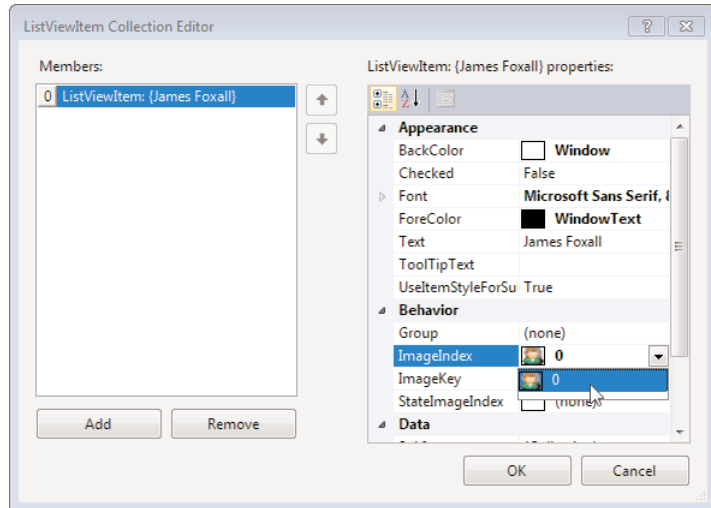 ListViewItem Collection Editor
Members:
0 ListViewItem: {James Foxall}
Add
Remove
ListViewItem: {James Foxall} properties:
Appearance
BackColor Window
Checked False
Font Microsoft Sans Serif, 8
ForeColor WindowText
Text James Foxall
ToolTipText
UseItemStyleForSu True
Behavior
Group (none)
ImageIndex 0
ImageKey 0
StateImageIndex (none)
Data
OK
Cancel